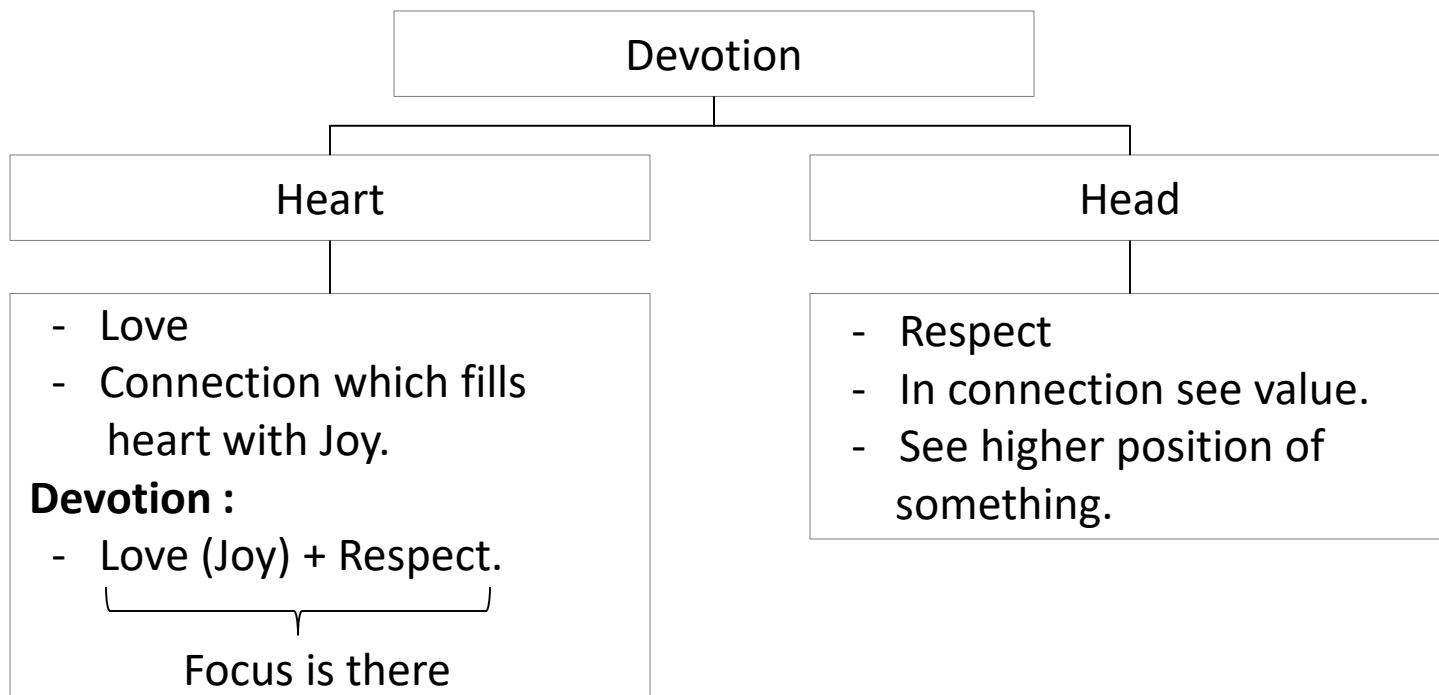 Devotion
Heart
Head
- Love
- Connection which fills
heart with Joy.
Devotion :
- Love (Joy) + Respect.
Focus is there
- Respect
- In connection see value.
- See higher position of
something.